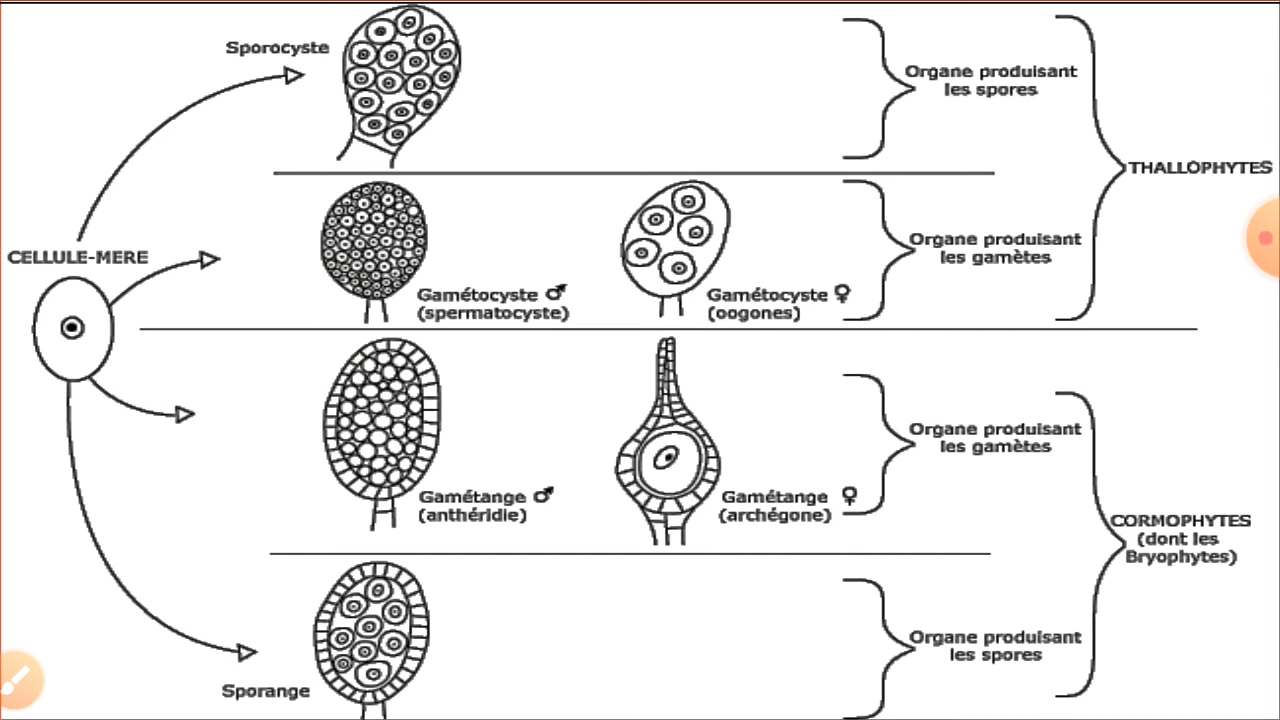 Sporocyste
Organe produisant
les spores
THALLOPHYTES
CELLULE-MERE
Gamétocyste ♂
(spermatocyste)
Gamétocyste ♀
(oogones)
Organe produisant
les gamètes
Gamétange ♂
(anthéridie)
Gamétange ♀
(archégone)
Organe produisant
les gamètes
CORMOPHYTES
(dont les
Bryophytes)
Sporange
Organe produisant
les spores